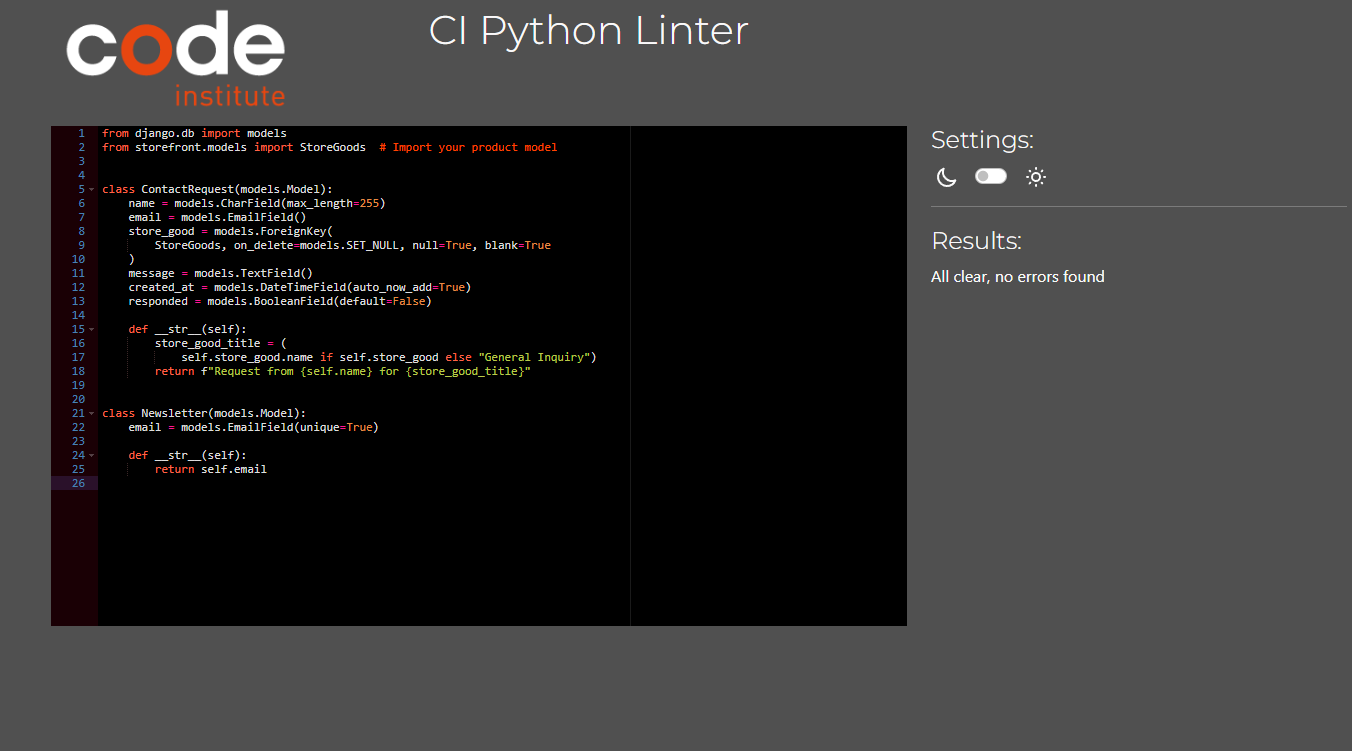 code
institute
CI Python Linter
1 from django.db import models
2 from storefront.models import StoreGoods  # Import your product model
3
4
5 class ContactRequest(models.Model):
6     name = models.CharField(max_length=255)
7     email = models.EmailField()
8     store_good = models.ForeignKey(
9         StoreGoods, on_delete=models.SET_NULL, null=True, blank=True
10     )
11     message = models.TextField()
12     created_at = models.DateTimeField(auto_now_add=True)
13     responded = models.BooleanField(default=False)
14
15     def __str__(self):
16         store_good_title = (
17             self.store_good.name if self.store_good else "General Inquiry")
18         return f"Request from {self.name} for {store_good_title}"
19
20
21 class Newsletter(models.Model):
22     email = models.EmailField(unique=True)
23
24     def __str__(self):
25         return self.email
26
Settings:
Results:
All clear, no errors found